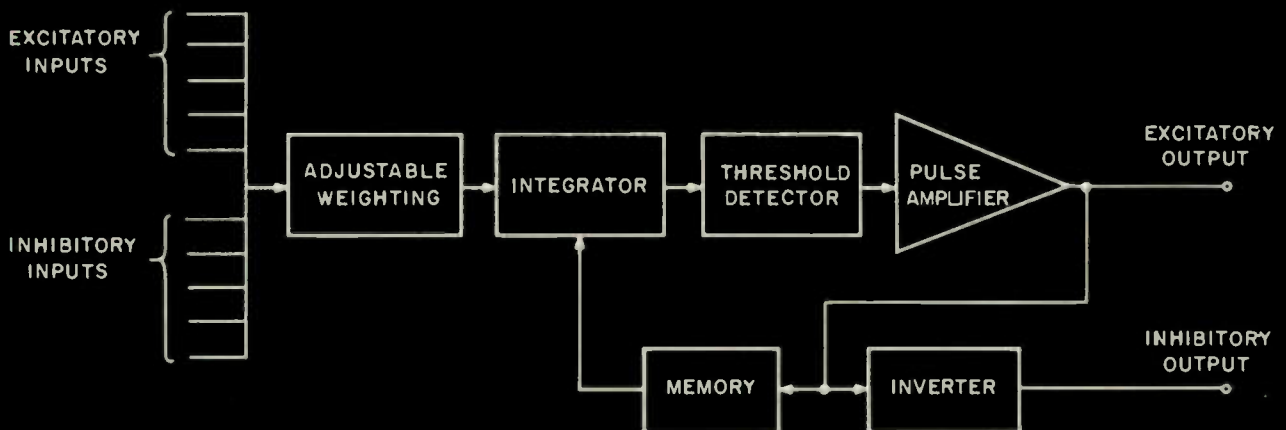 EXCITATORY
INPUTS
INHIBITORY
INPUTS
ADJUSTABLE
WEIGHTING
INTEGRATOR
THRESHOLD
DETECTOR
PULSE
AMPLIFIER
EXCITATORY
OUTPUT
MEMORY
INVERTER
INHIBITORY
OUTPUT